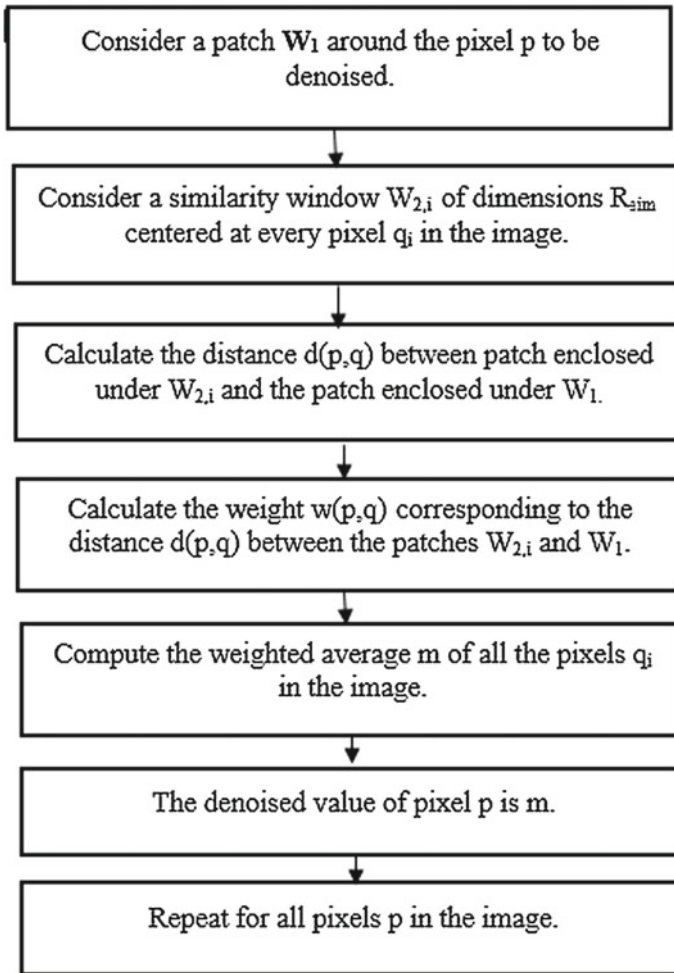 Consider a patch W₁ around the pixel p to be
denoised.
Consider a similarity window W₂,ᵢ of dimensions Rₛᵢₘ
centered at every pixel qᵢ in the image.
Calculate the distance d(p,q) between patch enclosed
under W₂,ᵢ and the patch enclosed under W₁.
Calculate the weight w(p,q) corresponding to the
distance d(p,q) between the patches W₂,ᵢ and W₁.
Compute the weighted average m of all the pixels qᵢ
in the image.
The denoised value of pixel p is m.
Repeat for all pixels p in the image.